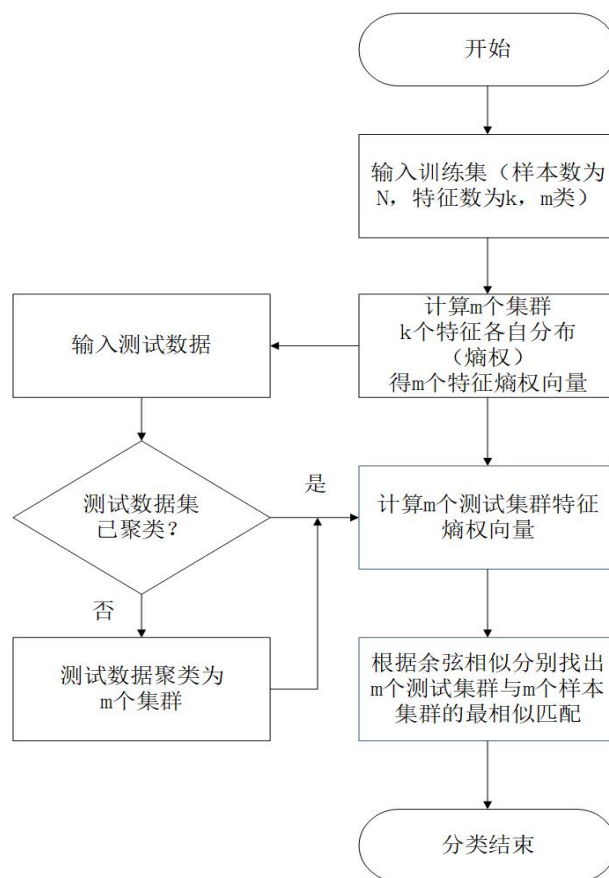 开始
输入训练集（样本数为
N，特征数为k，m类）
计算m个集群
k个特征各自分布
（熵权）
得m个特征熵权向量
输入测试数据
测试数据集
已聚类？
是
否
测试数据聚类为
m个集群
计算m个测试集群特征
熵权向量
根据余弦相似分别找出
m个测试集群与m个样本
集群的最相似匹配
分类结束